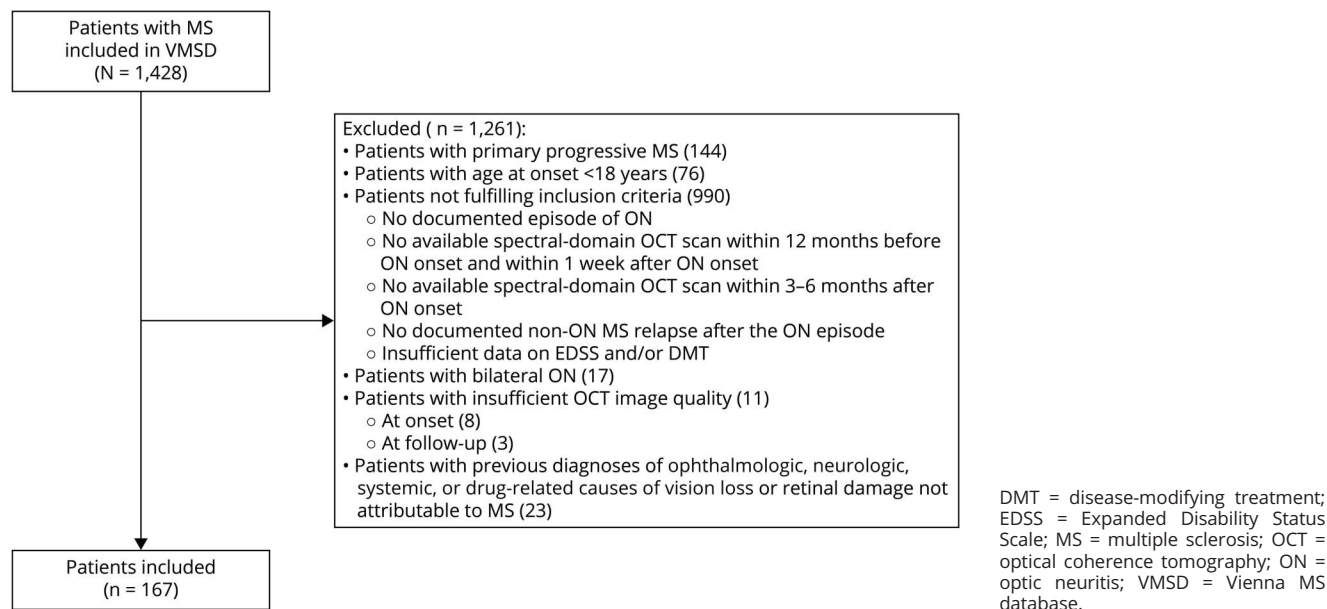 Patients with MS
included in VMSD
(N = 1,428)
Excluded ( n = 1,261):
• Patients with primary progressive MS (144)
• Patients with age at onset <18 years (76)
• Patients not fulfilling inclusion criteria (990)
○ No documented episode of ON
○ No available spectral-domain OCT scan within 12 months before
ON onset and within 1 week after ON onset
○ No available spectral-domain OCT scan within 3–6 months after
ON onset
○ No documented non-ON MS relapse after the ON episode
○ Insufficient data on EDSS and/or DMT
• Patients with bilateral ON (17)
• Patients with insufficient OCT image quality (11)
○ At onset (8)
○ At follow-up (3)
• Patients with previous diagnoses of ophthalmologic, neurologic,
systemic, or drug-related causes of vision loss or retinal damage not
attributable to MS (23)
Patients included
(n = 167)
DMT = disease-modifying treatment;
EDSS = Expanded Disability Status
Scale; MS = multiple sclerosis; OCT =
optical coherence tomography; ON =
optic neuritis; VMSD = Vienna MS
database.